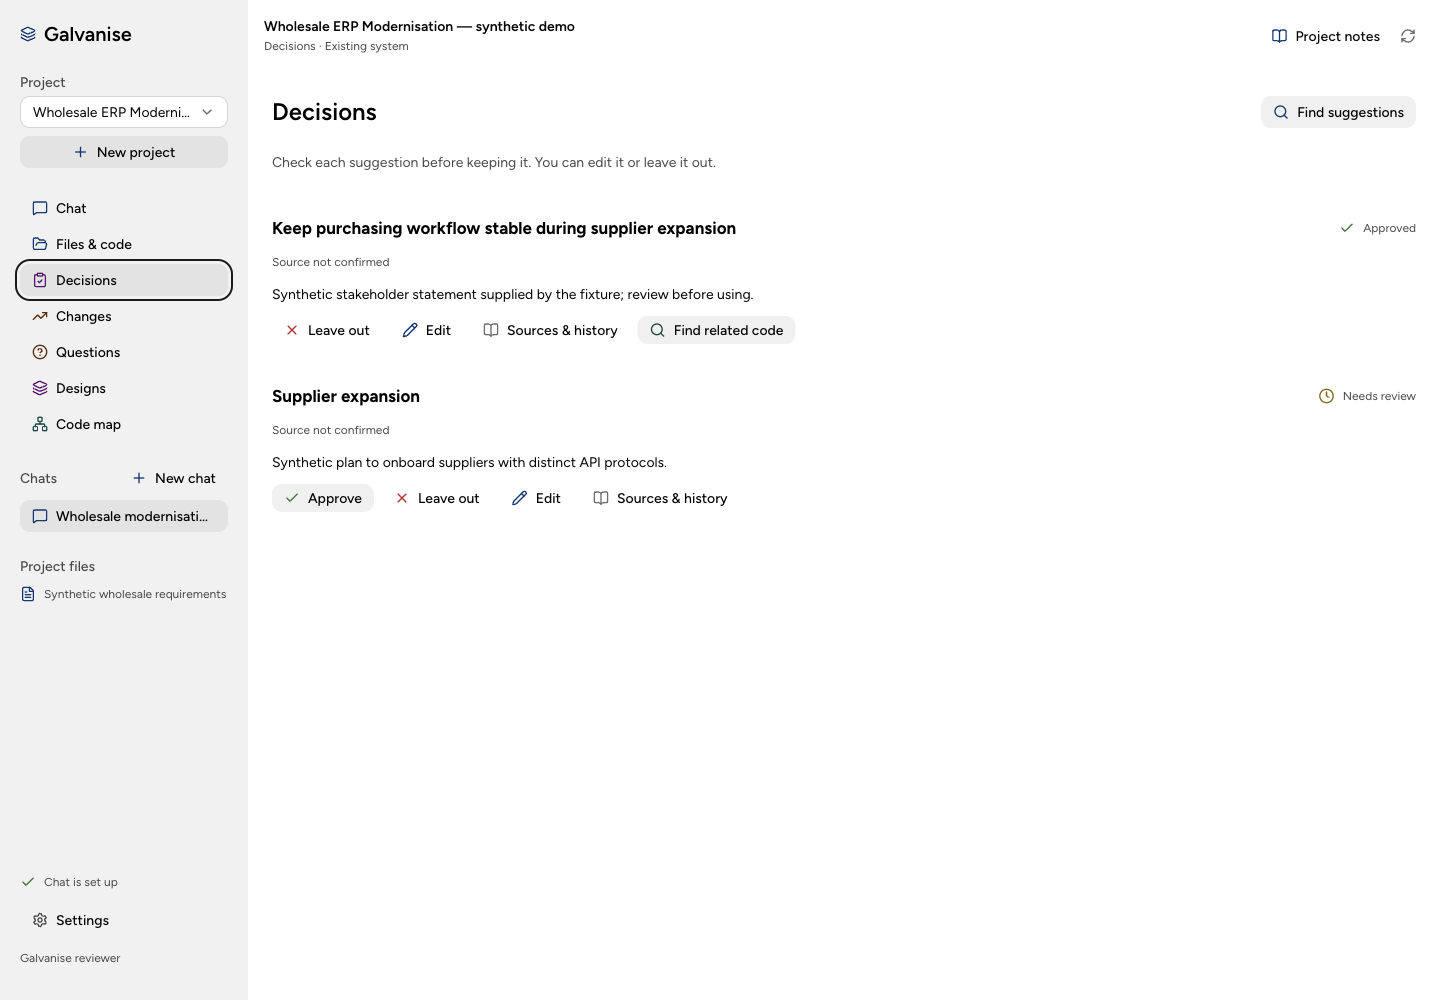 Galvanise
Project
Wholesale ERP Moderni...
New project
Chat
Files & code
Decisions
Changes
Questions
Designs
Code map
Chats
New chat
Wholesale modernisati...
Project files
Synthetic wholesale requirements
Chat is set up
Settings
Galvanise reviewer
Wholesale ERP Modernisation — synthetic demo
Decisions · Existing system
Project notes
Decisions
Find suggestions
Check each suggestion before keeping it. You can edit it or leave it out.
Keep purchasing workflow stable during supplier expansion
Approved
Source not confirmed
Synthetic stakeholder statement supplied by the fixture; review before using.
Leave out Edit Sources & history Find related code
Supplier expansion
Needs review
Source not confirmed
Synthetic plan to onboard suppliers with distinct API protocols.
Approve Leave out Edit Sources & history